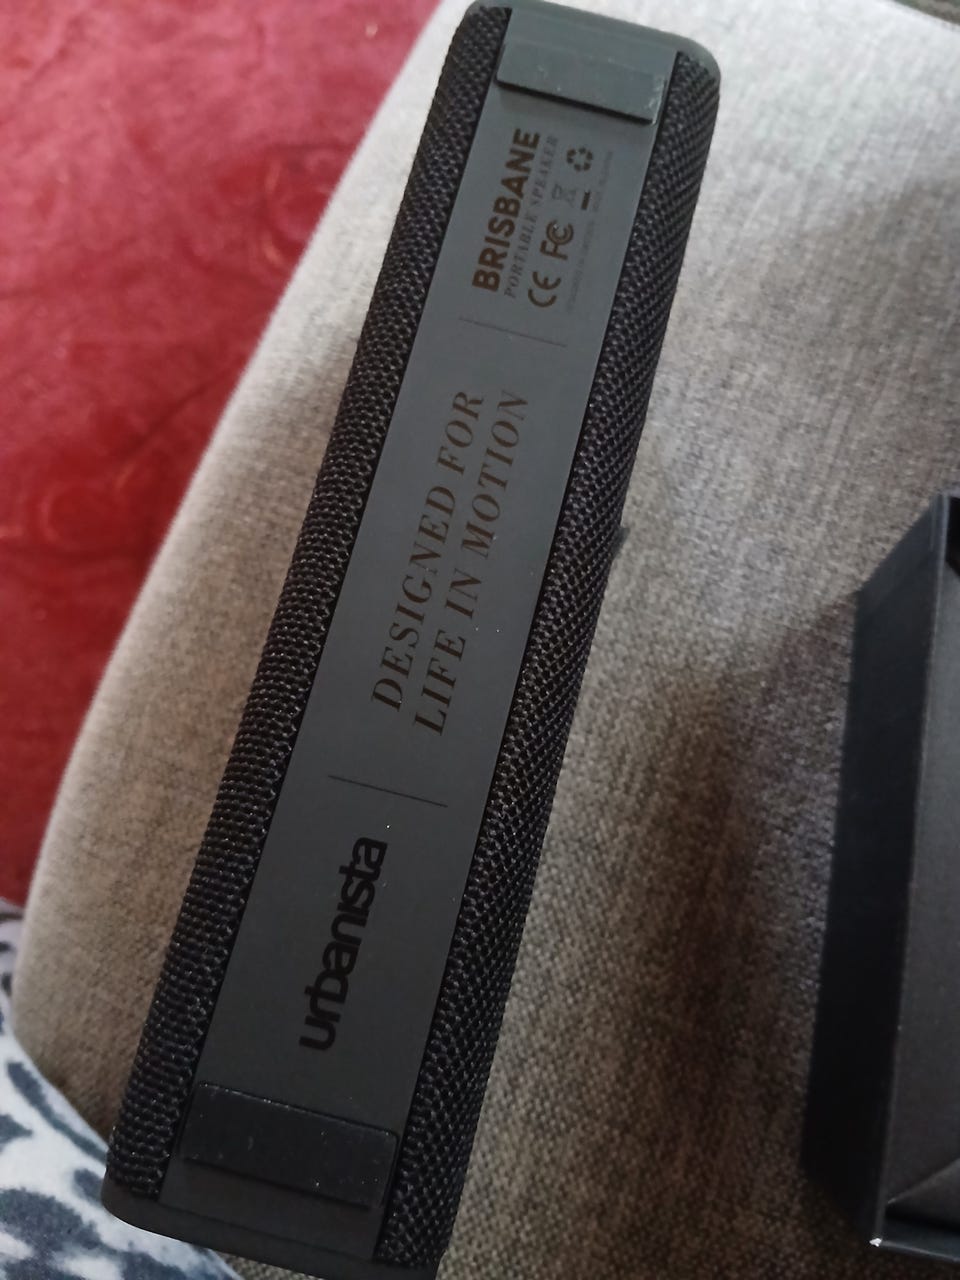 urbanista
DESIGNED FOR
LIFE IN MOTION
BRISBANE
PORTABLE SPEAKER
CE FC